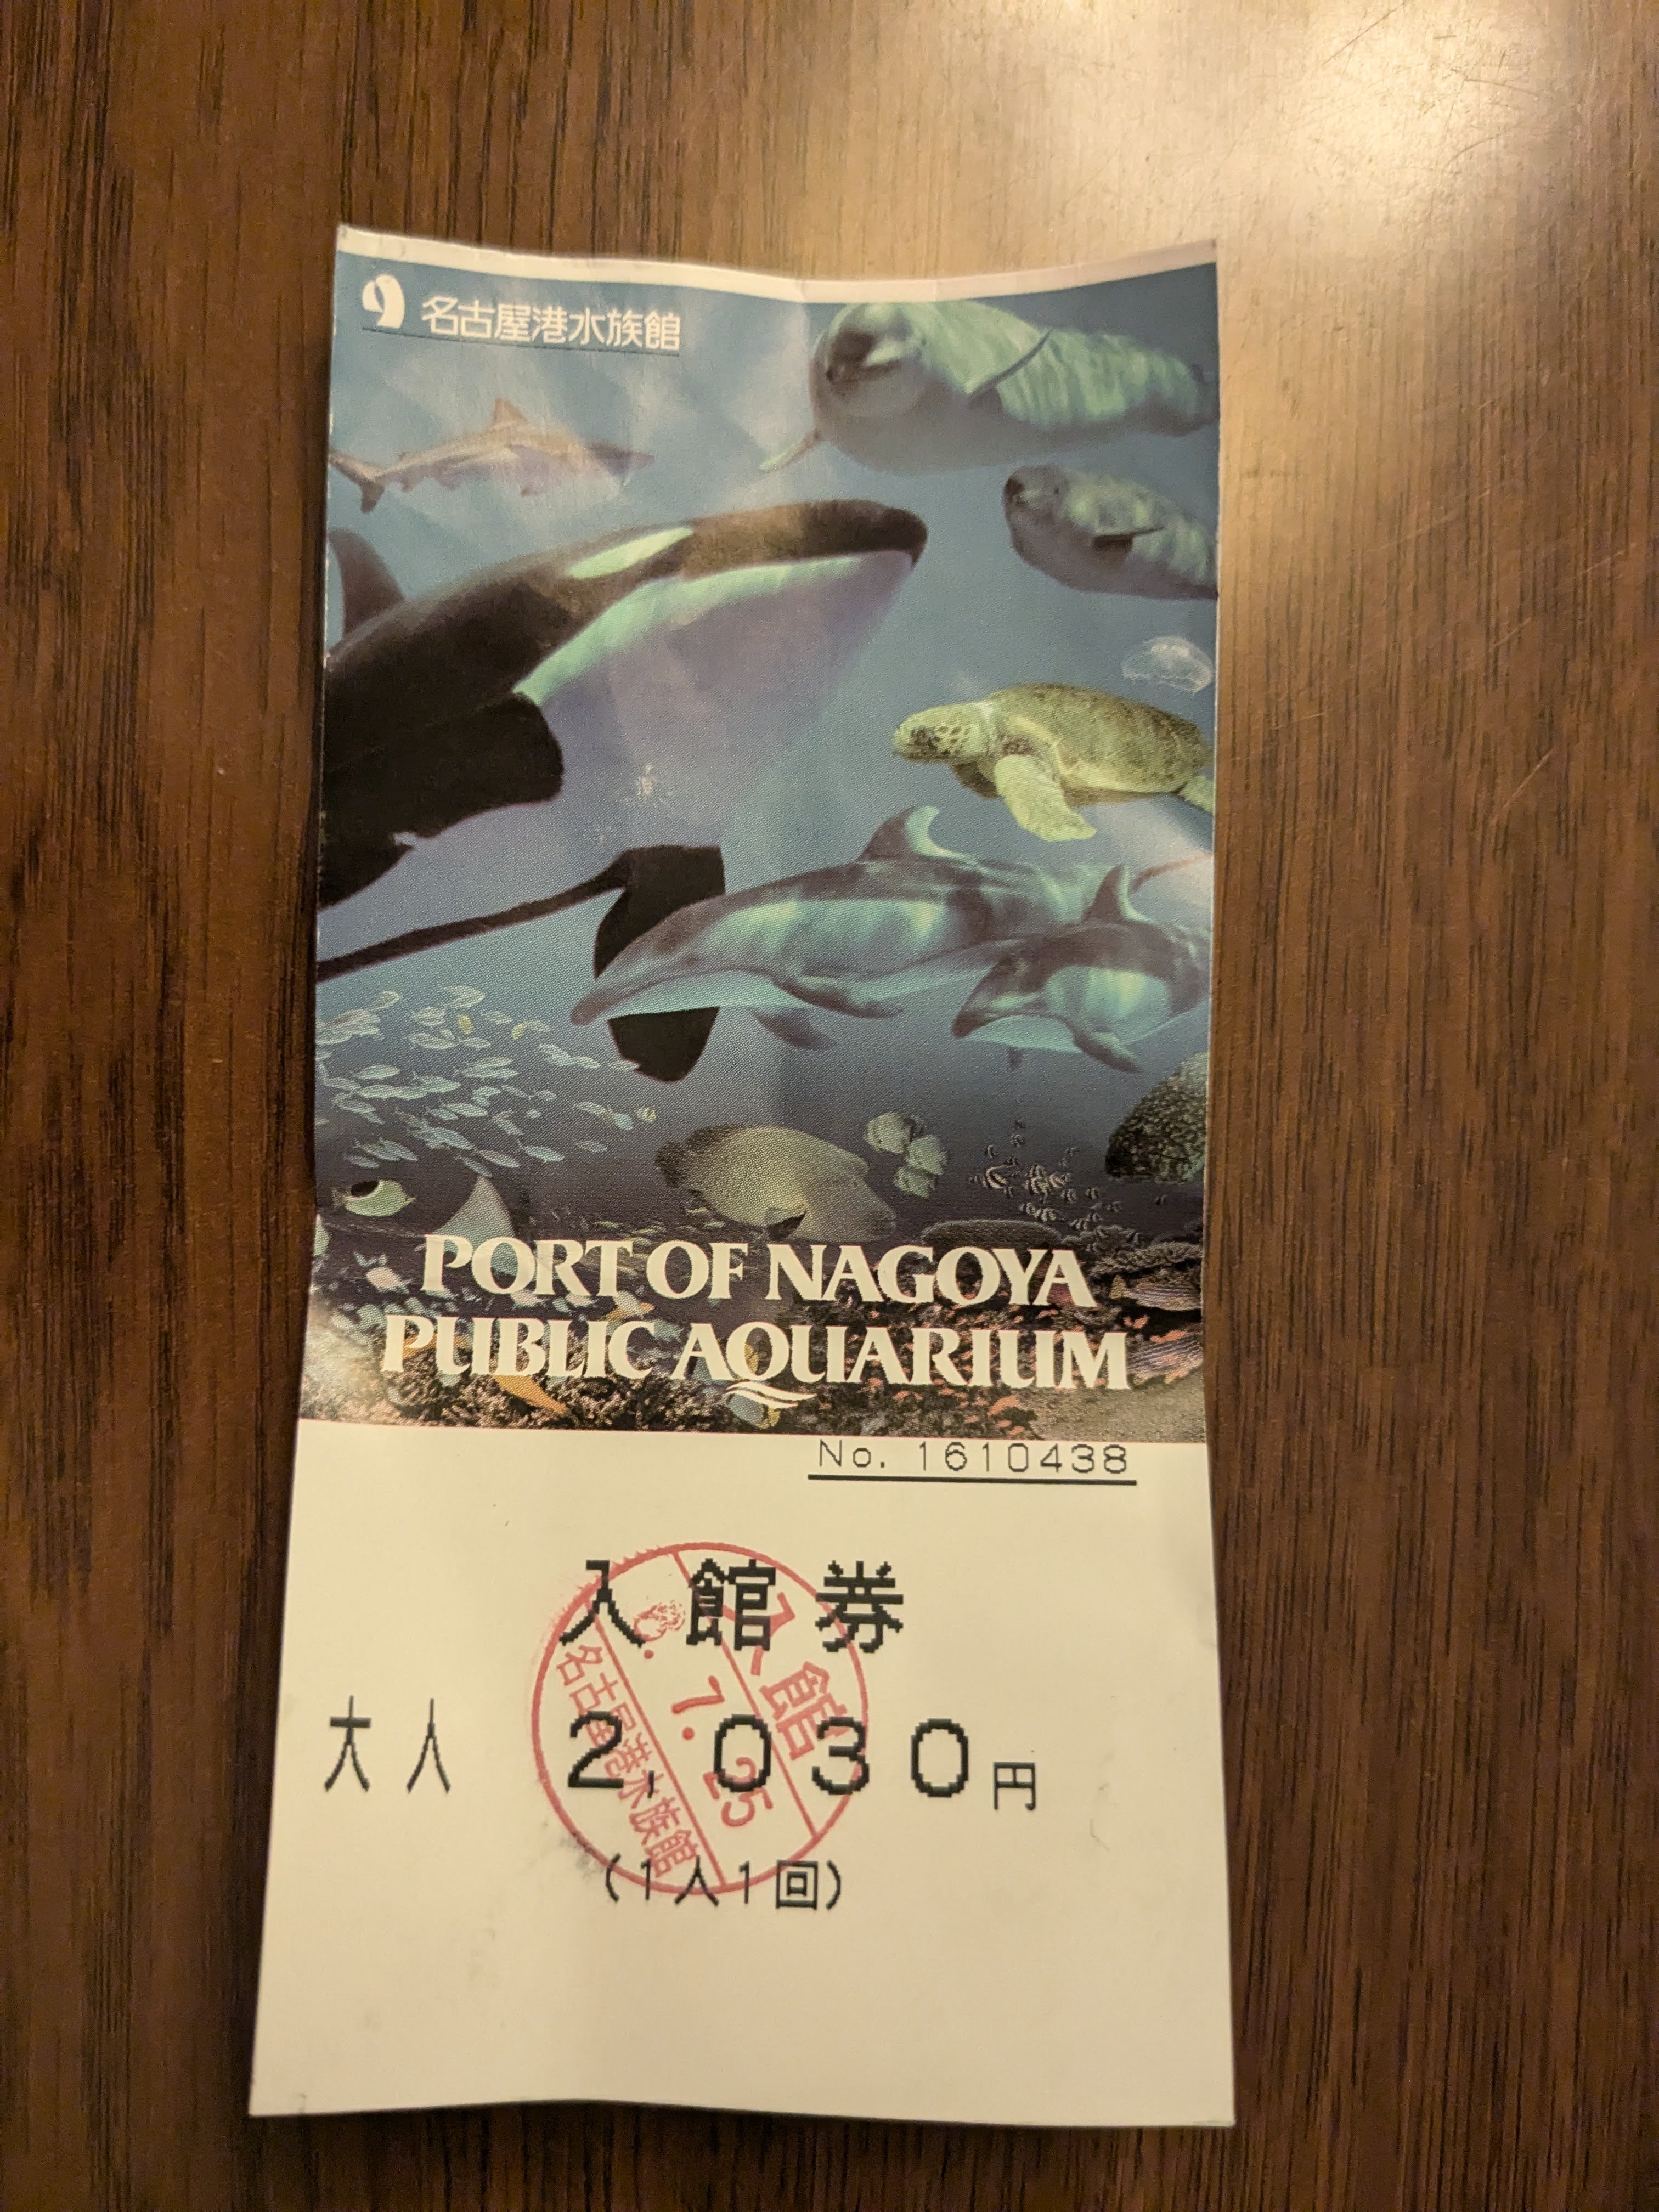 名古屋港水族館
PORT OF NAGOYA
PUBLIC AQUARIUM
No. 1610438
入館券
大人 2,030円
(1人1回)
入館
7.25
名古屋港水族館